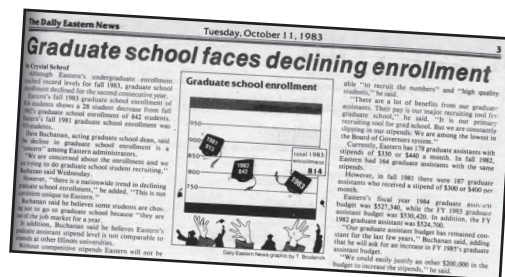 The Daily Eastern News
Tuesday, October 11, 1983
3
Graduate school faces declining enrollment
by Crystal Schrof
Although Eastern's undergraduate enrollment
record levels for fall 1983, graduate school
enrollment declined for the second consecutive year.
Eastern's fall 1983 graduate school enrollment of
814 students shows a 28 student decrease from fall
1982's graduate school enrollment of 842 students.
Eastern's fall 1981 graduate school enrollment was
students.
Dave Buchanan, acting graduate school dean, said
decline in graduate school enrollment is a
"concern" among Eastern administrators.
"We are concerned about the enrollment and we
trying to do graduate school student recruiting,"
Buchanan said Wednesday.
However, "there is a nationwide trend in declining
graduate school enrollment," he added. "This is not
problem unique to Eastern."
Buchanan said he believes some students are
not to go to graduate school because "they are
of the job market for a year.
In addition, Buchanan said he believes Eastern's
graduate assistant stipend level is not comparable to
stipends at other Illinois universities.
Without competitive stipends Eastern will not be
Graduate school enrollment
950
900
850
800
750
1981
913
1982
842
1983
total 1983
enrollment
814
Daily Eastern News graphic by T. Broderick
able "to recruit the numbers" and "high quality
students," he said.
"There are a lot of benefits from our graduate
assistants. Their pay is our major recruiting tool for
graduate school," he said. "It is our primary
recruiting tool for grad school. But we are constantly
slipping in our stipends. We are among the lowest in
the Board of Governors system."
Currently, Eastern has 178 graduate assistants with
stipends of $330 or $440 a month. In fall 1982,
Eastern had 164 graduate assistants with the same
stipends.
However, in fall 1981 there were 187 graduate
assistants who received a stipend of $300 or $400 per
month.
Eastern's fiscal year 1984 graduate assistant
budget was $527,340, while the FY 1983 graduate
assistant budget was $530,420. In addition, the FY
1982 graduate assistant was $524,700.
"Our graduate assistant budget has remained con-
stant for the last few years," Buchanan said, adding
that he will ask for an increase in FY 1985's graduate
assistant budget.
"We could easily justify an other $200,000 in the
budget to increase the stipends," he said.